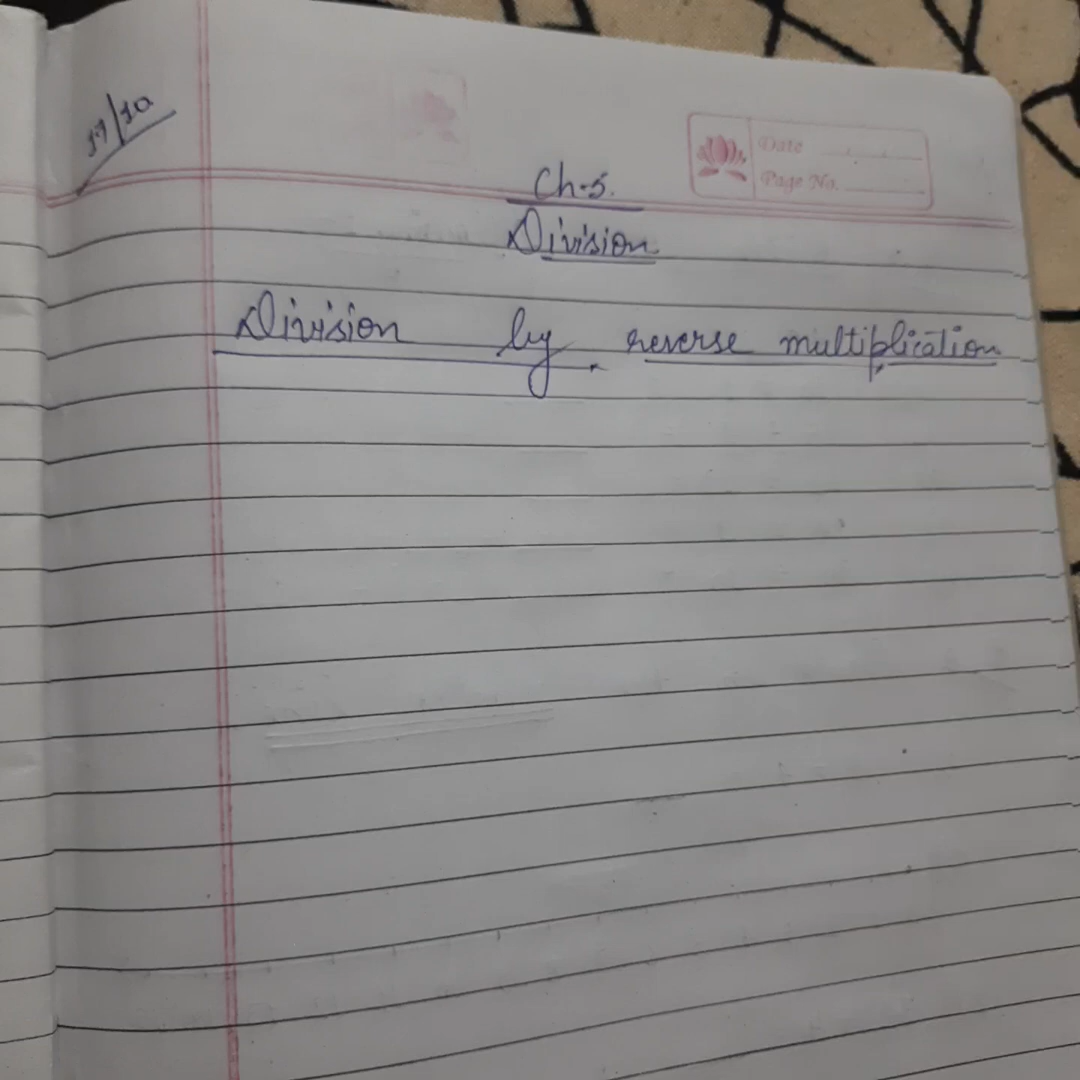 17/10
Date
Page No.
Ch-5.
Division
Division by reverse multiplication